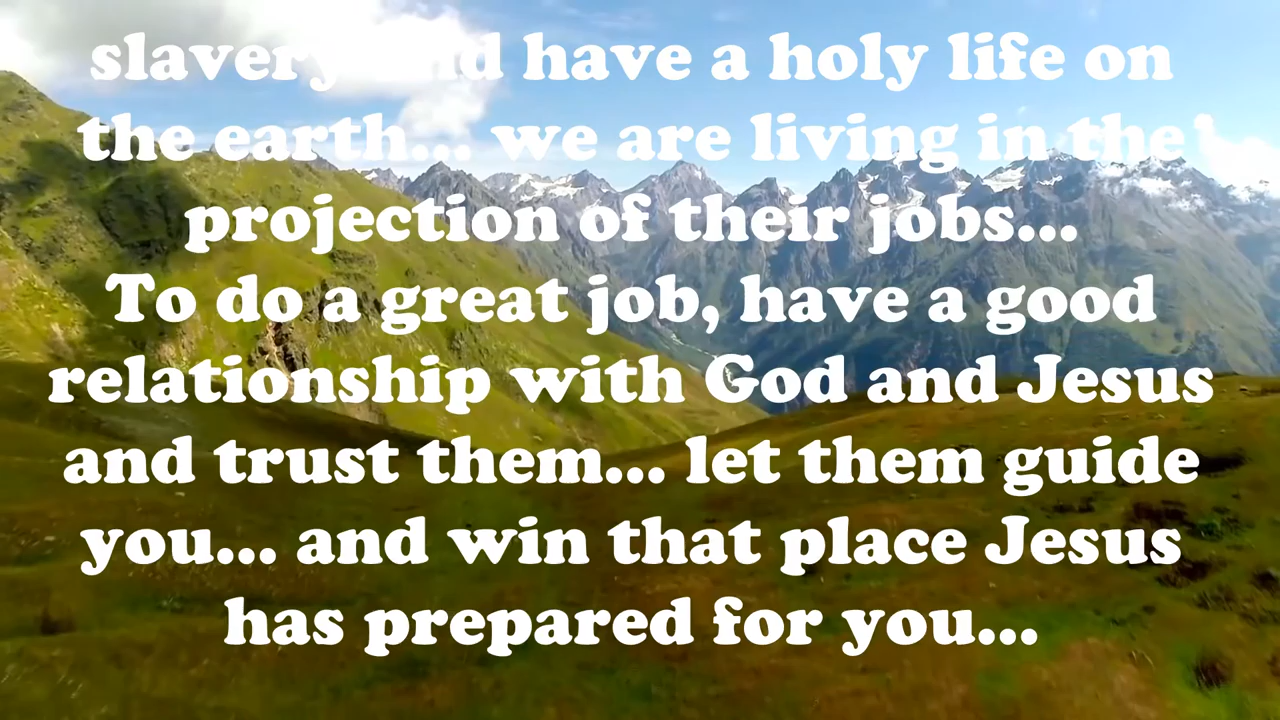 slavery and have a holy life on
the earth... we are living in the
projection of their jobs...
To do a great job, have a good
relationship with God and Jesus
and trust them... let them guide
you... and win that place Jesus
has prepared for you...